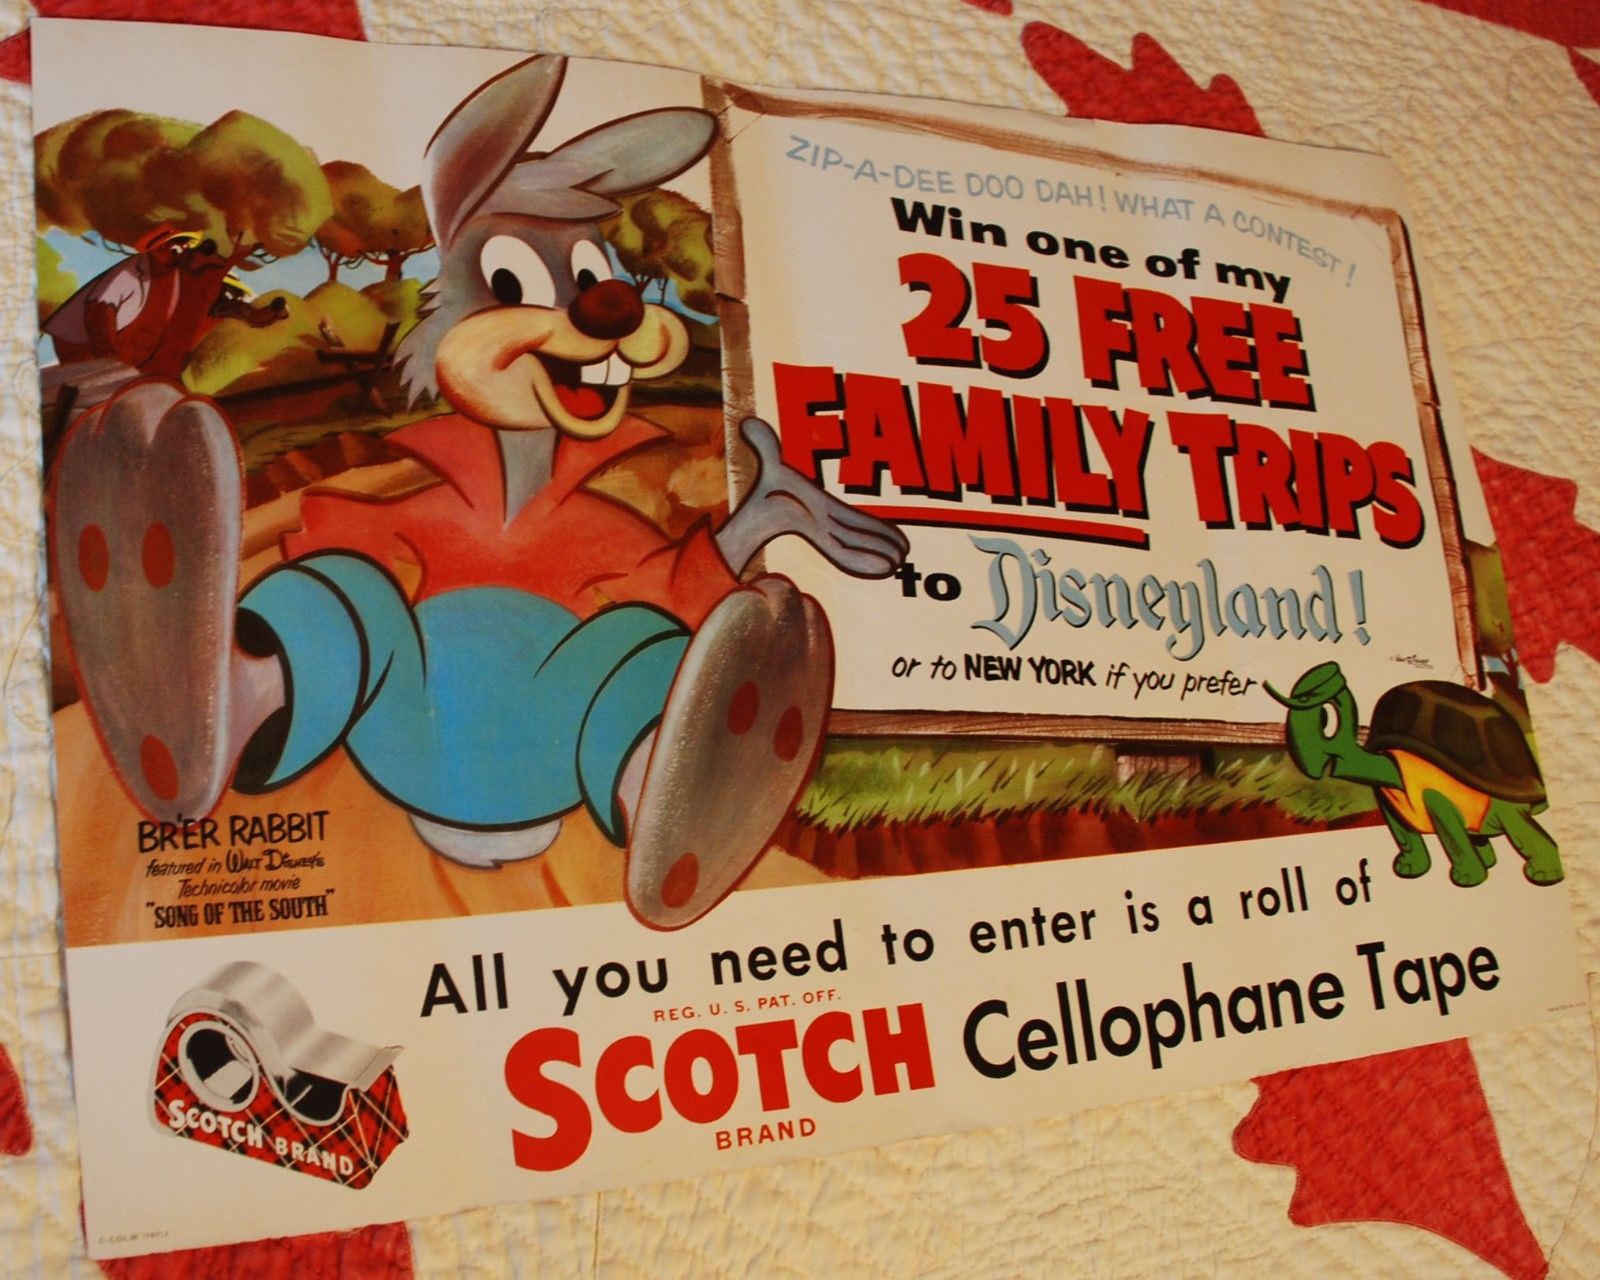 ZIP-A-DEE DOO DAH! WHAT A CONTEST!
Win one of my
25 FREE
FAMILY TRIPS
to Disneyland!
or to NEW YORK if you prefer
BR'ER RABBIT
featured in WALT DISNEY'S
Technicolor movie
"SONG OF THE SOUTH"
All you need to enter is a roll of
REG. U. S. PAT. OFF.
SCOTCH Cellophane Tape
BRAND
SCOTCH BRAND